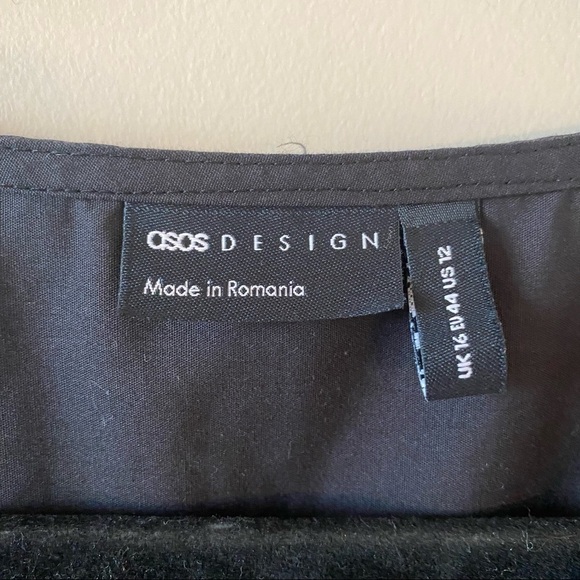 asos DESIGN
Made in Romania
UK 16 EU 44 US 12